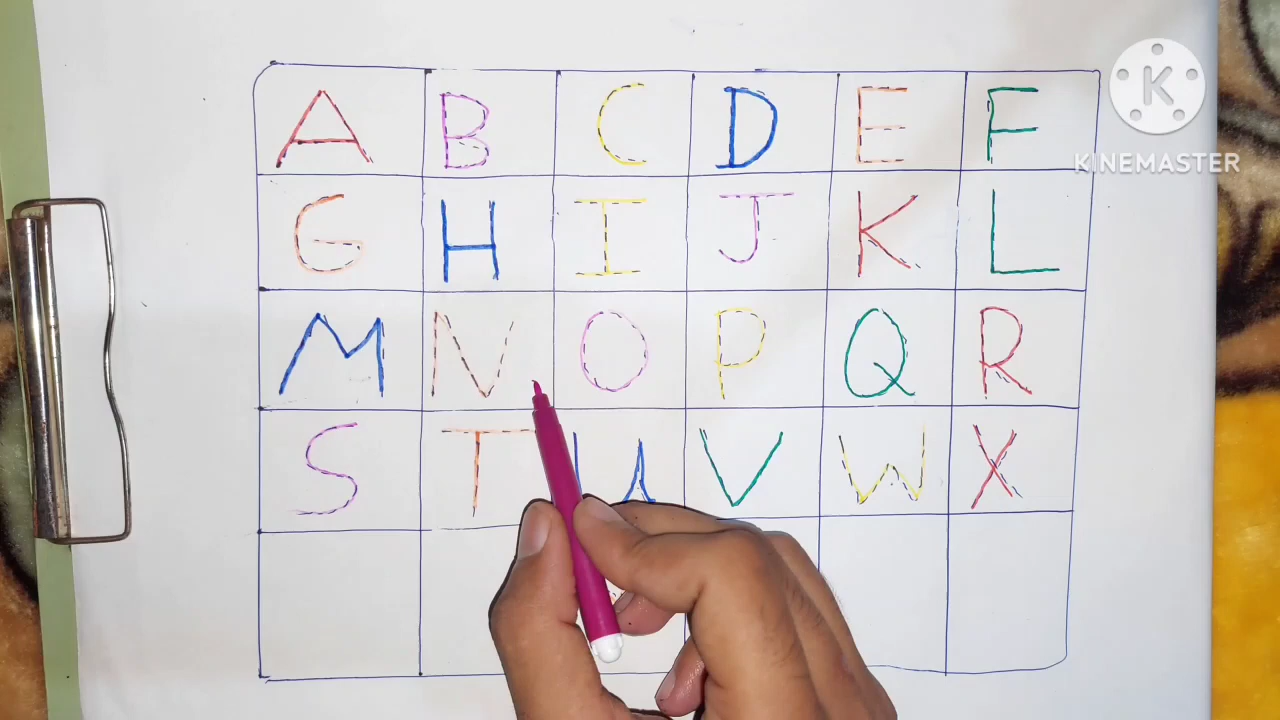 A B C D E F
G H I J K L
M N O P Q R
S T U V W X
K
KINEMASTER